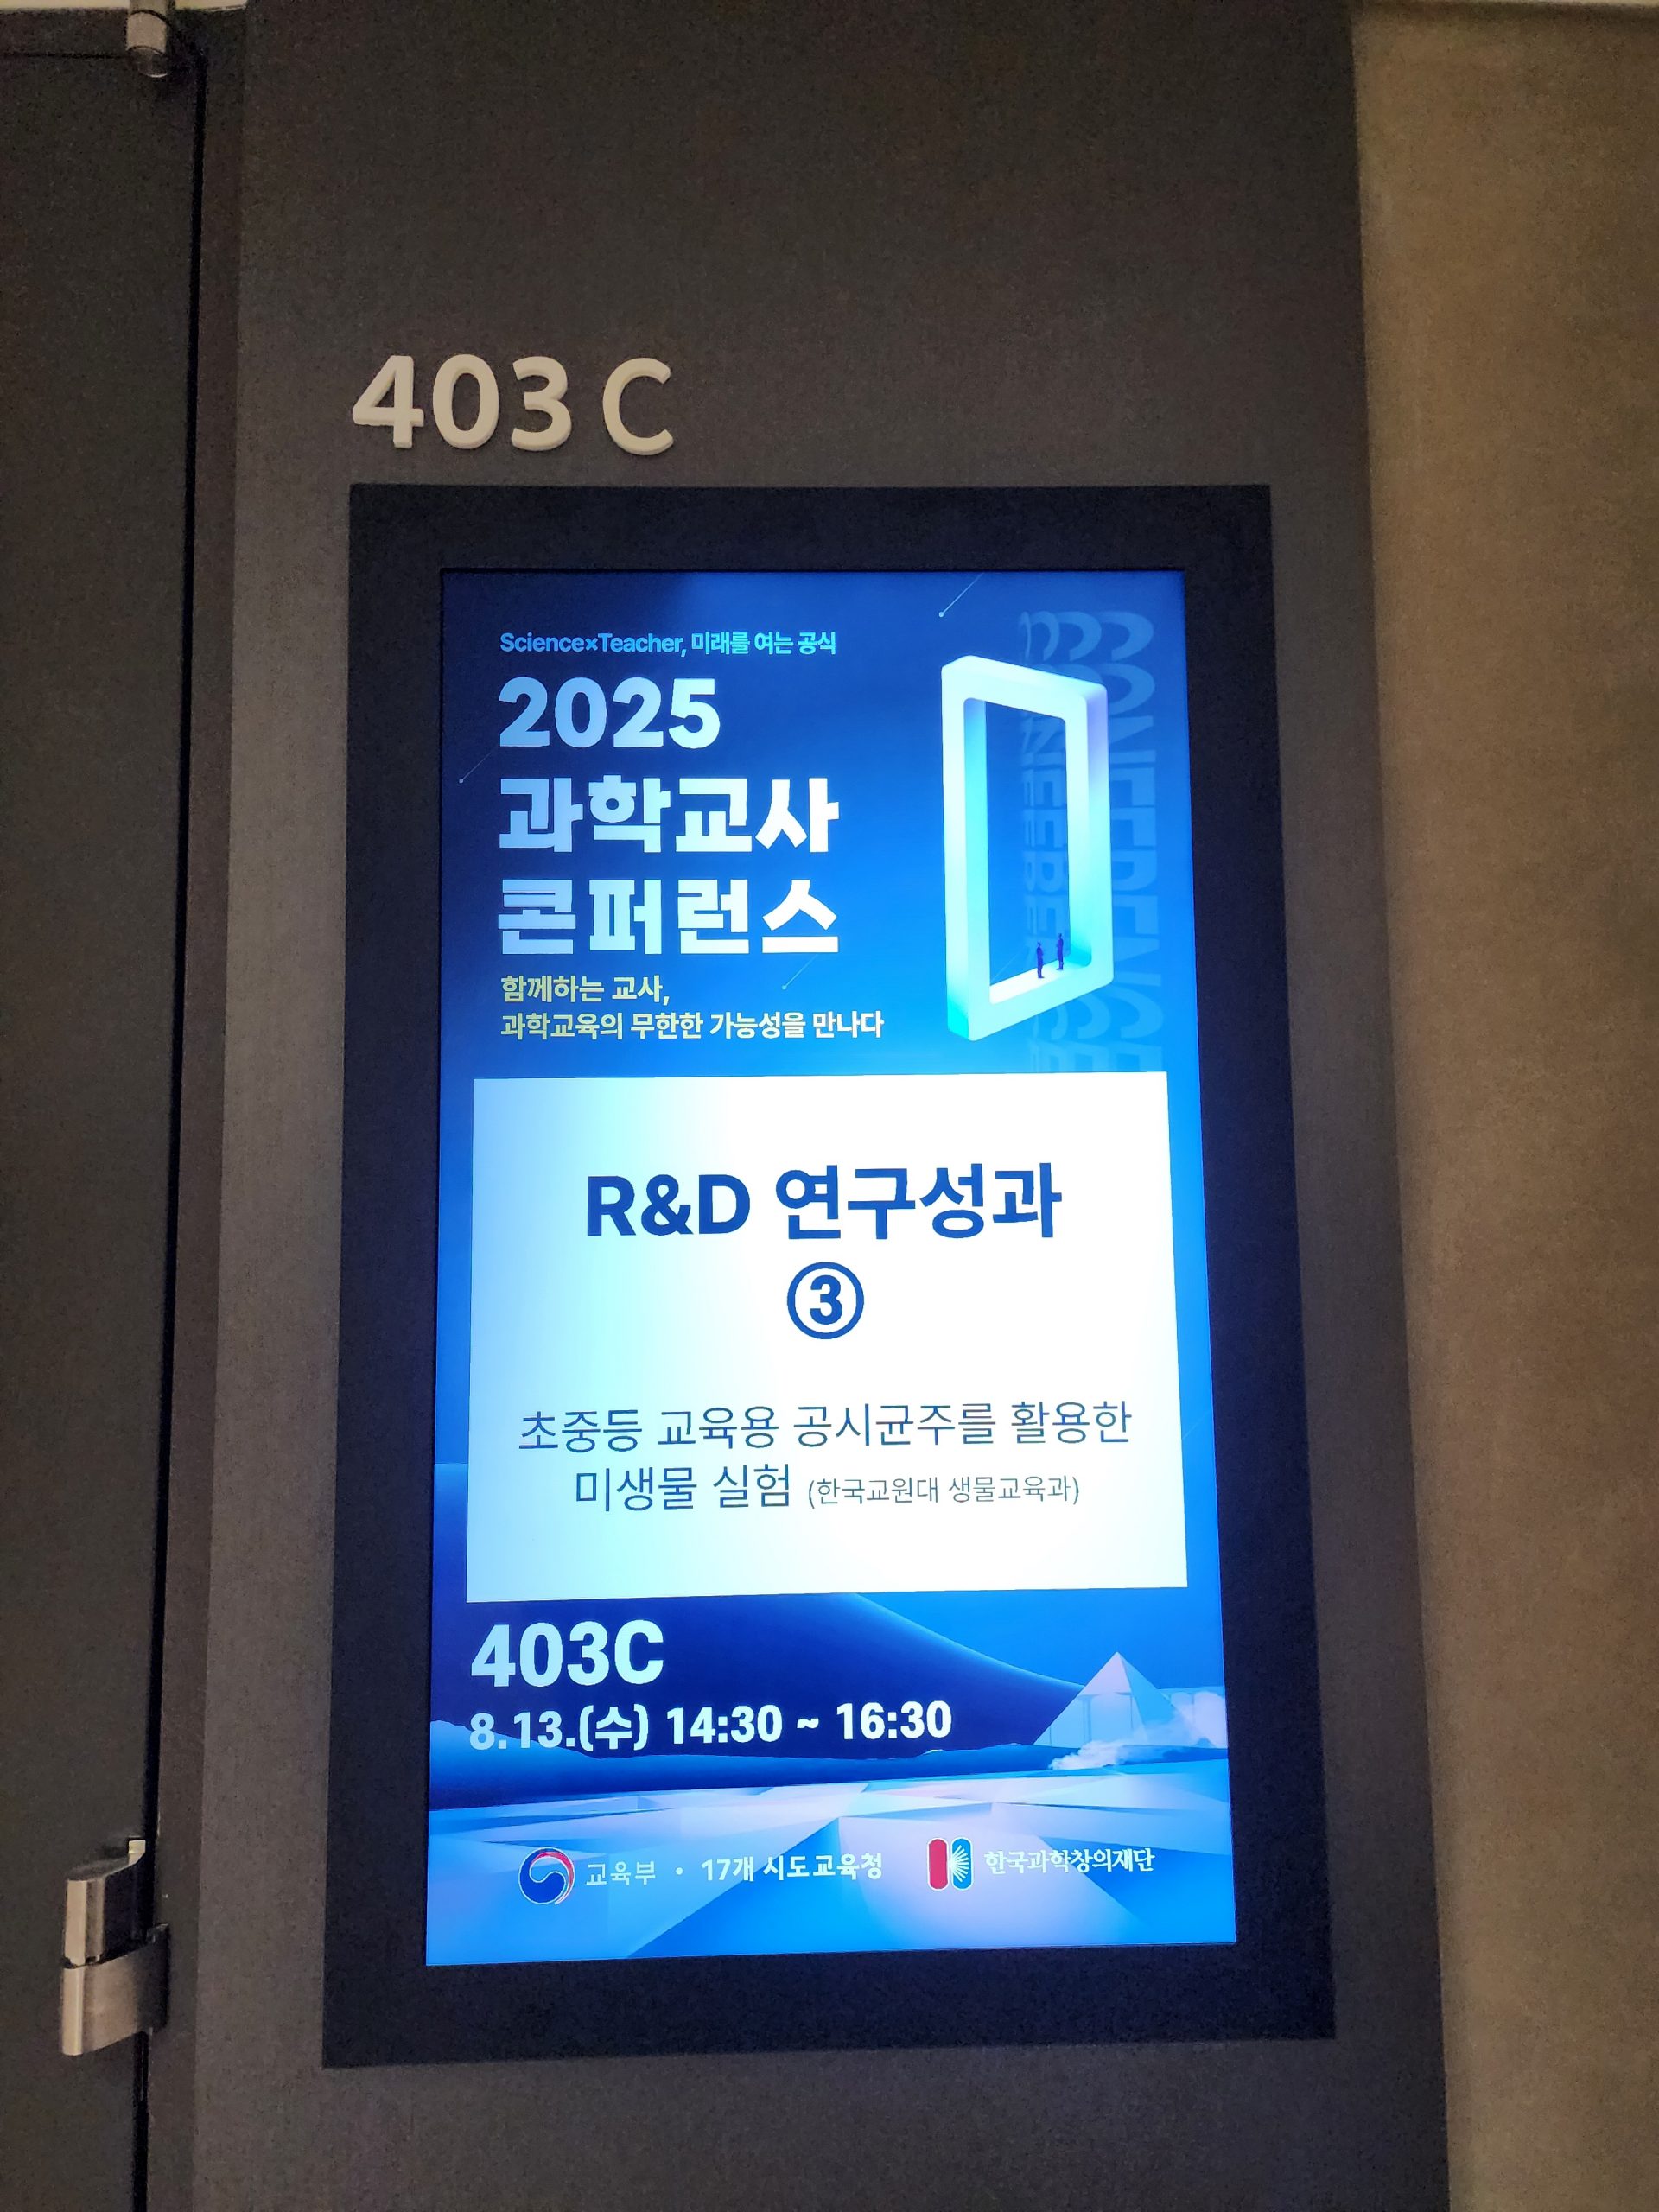 403 C
Science×Teacher, 미래를 여는 공식
2025
과학교사
콘퍼런스
함께하는 교사,
과학교육의 무한한 가능성을 만나다
CONFERENCE
R&D 연구성과
③
초중등 교육용 공시균주를 활용한
미생물 실험 (한국교원대 생물교육과)
403C
8.13.(수) 14:30 ~ 16:30
교육부 • 17개 시도교육청
한국과학창의재단